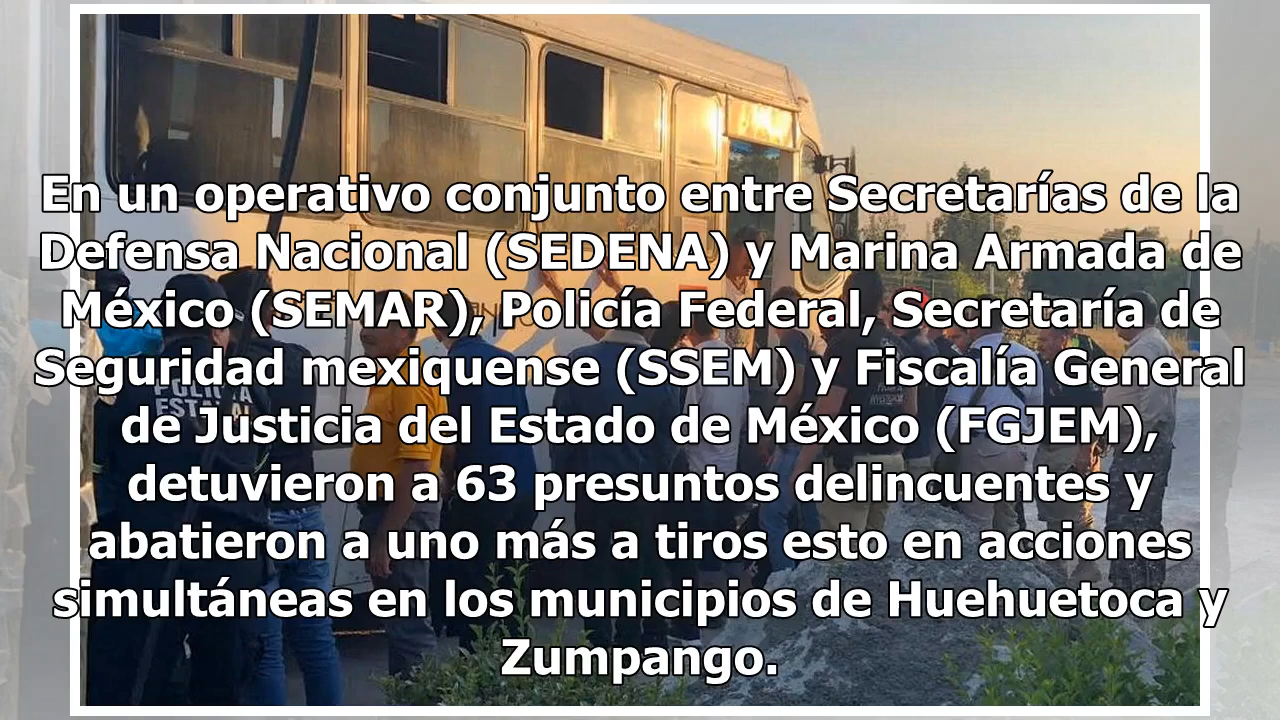 En un operativo conjunto entre Secretarías de la
Defensa Nacional (SEDENA) y Marina Armada de
México (SEMAR), Policía Federal, Secretaría de
Seguridad mexiquense (SSEM) y Fiscalía General
de Justicia del Estado de México (FGJEM),
detuvieron a 63 presuntos delincuentes y
abatieron a uno más a tiros esto en acciones
simultáneas en los municipios de Huehuetoca y
Zumpango.
POLICIA
ESTATAL